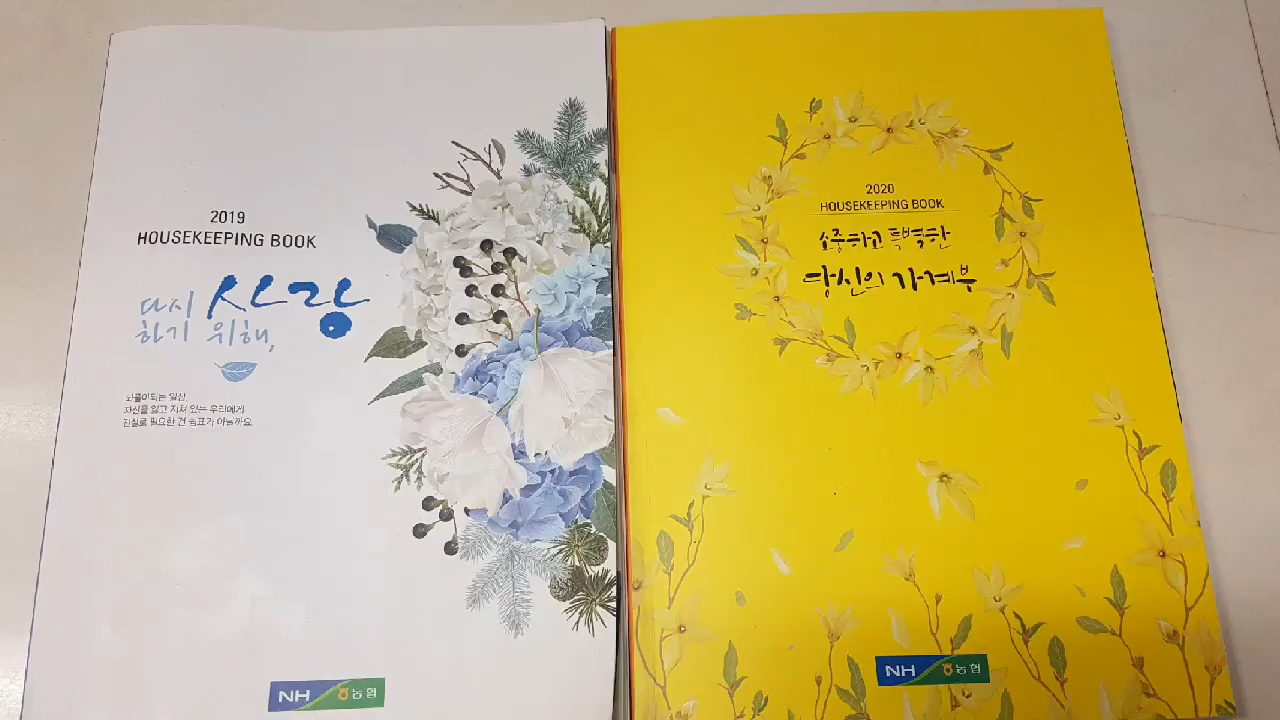 2019
HOUSEKEEPING BOOK
다시 사랑
하기 위해,
되풀이되는 일상,
자신을 잃고 지쳐 있는 우리에게
진실로 필요한 건 쉼표가 아닐까요.
NH 농협
2020
HOUSEKEEPING BOOK
소중하고 특별한
당신의 가계부
NH 농협